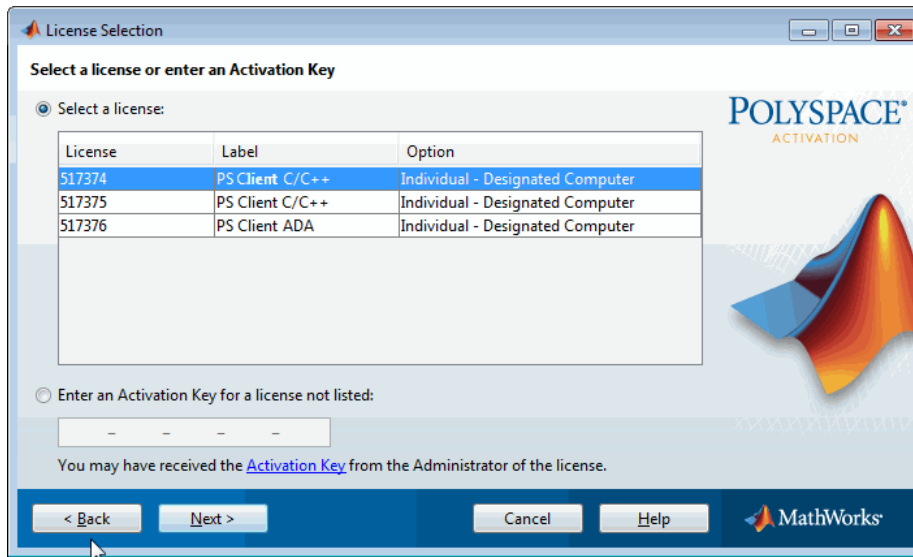 License Selection
Select a license or enter an Activation Key
Select a license:
POLYSPACE®
ACTIVATION
License Label Option
517374 PS Client C/C++ Individual - Designated Computer
517375 PS Client C/C++ Individual - Designated Computer
517376 PS Client ADA Individual - Designated Computer
Enter an Activation Key for a license not listed:
– – – –
You may have received the Activation Key from the Administrator of the license.
< Back Next > Cancel Help MathWorks®